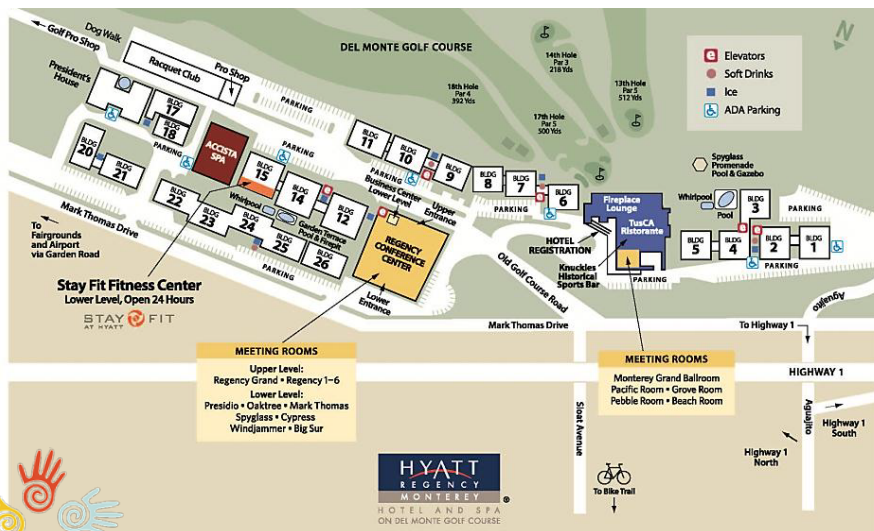 Dog Walk
Golf Pro Shop
Racquet Club
Pro Shop
President's
House
PARKING
DEL MONTE GOLF COURSE
14th Hole
Par 3
218 Yds
13th Hole
Par 5
512 Yds
18th Hole
Par 4
392 Yds
17th Hole
Par 5
500 Yds
N
e Elevators
Soft Drinks
Ice
ADA Parking
BLDG
17
BLDG
18
BLDG
20
BLDG
21
PARKING
ACCISTA
SPA
BLDG
15
BLDG
14
BLDG
12
BLDG
11
BLDG
10
BLDG
9
BLDG
8
BLDG
7
BLDG
6
PARKING
PARKING
Business Center
Lower Level
Upper
Entrance
BLDG
22
BLDG
23
BLDG
24
BLDG
25
BLDG
26
Whirlpool
Garden Terrace
Pool & Firepit
PARKING
REGENCY
CONFERENCE
CENTER
Lower
Entrance
Fireplace
Lounge
TusCA
Ristorante
HOTEL
REGISTRATION
Knuckles
Historical
Sports Bar
Spyglass
Promenade
Pool & Gazebo
Whirlpool
Pool
BLDG
3
PARKING
BLDG
5
BLDG
4
BLDG
2
BLDG
1
PARKING
Mark Thomas Drive
To
Fairgrounds
and Airport
via Garden Road
Stay Fit Fitness Center
Lower Level, Open 24 Hours
STAY FIT
AT HYATT
Old Golf Course Road
Mark Thomas Drive
To Highway 1
Aguajito
MEETING ROOMS
Upper Level:
Regency Grand • Regency 1–6
Lower Level:
Presidio • Oaktree • Mark Thomas
Spyglass • Cypress
Windjammer • Big Sur
MEETING ROOMS
Monterey Grand Ballroom
Pacific Room • Grove Room
Pebble Room • Beach Room
HIGHWAY 1
Sloat Avenue
Aguajito
Highway 1
South
Highway 1
North
To Bike Trail
HYATT
REGENCY
MONTEREY
®
HOTEL AND SPA
ON DEL MONTE GOLF COURSE